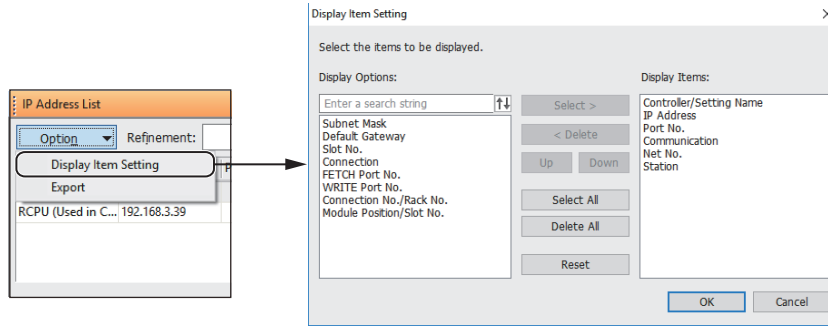 IP Address List
Option
Refinement:
Display Item Setting
Export
RCPU (Used in C... 192.168.3.39
Display Item Setting
Select the items to be displayed.
Display Options:
Enter a search string
Subnet Mask
Default Gateway
Slot No.
Connection
FETCH Port No.
WRITE Port No.
Connection No./Rack No.
Module Position/Slot No.
Select >
< Delete
Up
Down
Select All
Delete All
Reset
Display Items:
Controller/Setting Name
IP Address
Port No.
Communication
Net No.
Station
OK
Cancel